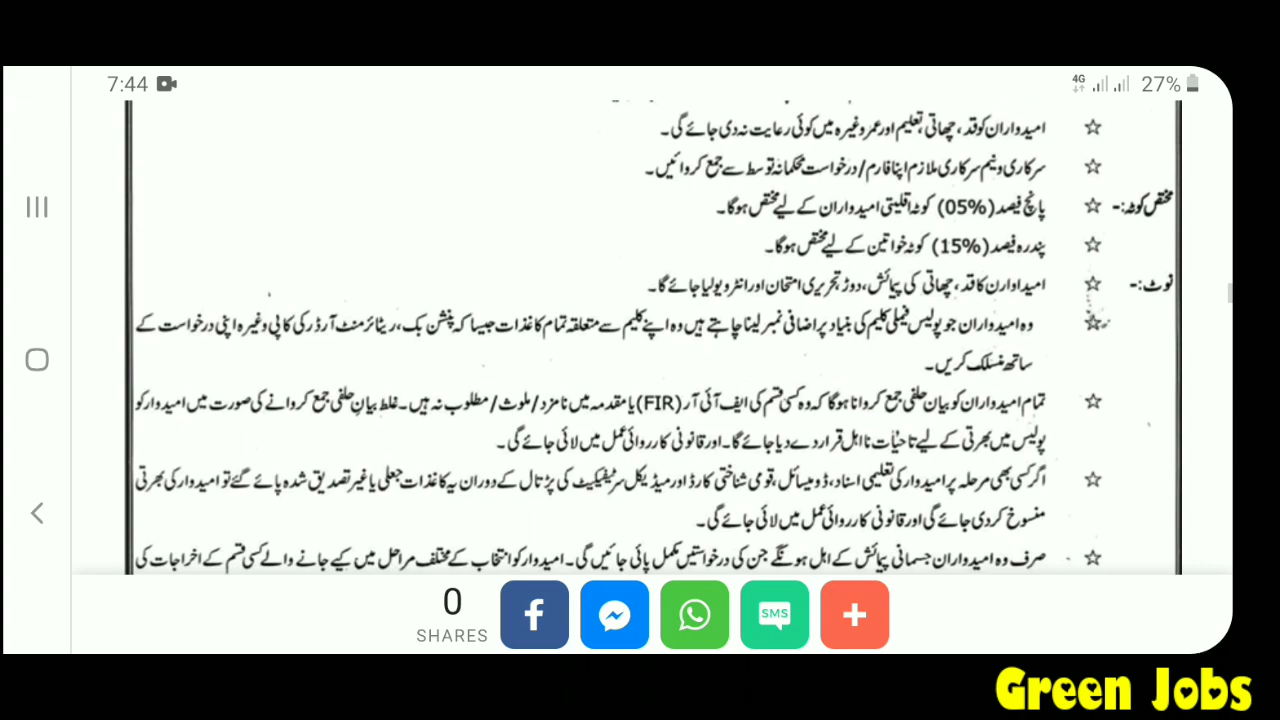 7:44
4G
27%
☆ امیدواران کو قد، چھاتی، تعلیم اور عمر وغیرہ میں کوئی رعایت نہ دی جائے گی۔
☆ سرکاری و نیم سرکاری ملازم اپنا فارم/درخواست محکمانہ توسط سے جمع کروائیں۔
مختص کوٹہ:- ☆ پانچ فیصد (05%) کوٹہ اقلیتی امیدواران کے لیے مختص ہوگا۔
☆ پندرہ فیصد (15%) کوٹہ خواتین کے لیے مختص ہوگا۔
نوٹ:- ☆ امیداوارن کا قد، چھاتی کی پیمائش، دوڑ، تحریری امتحان اور انٹرویو لیا جائے گا۔
☆ وہ امیدواران جو پولیس فیملی کلیم کی بنیاد پر اضافی نمبر لینا چاہتے ہیں وہ اپنے کلیم سے متعلقہ تمام کاغذات جیسا کہ پنشن بک، ریٹائرمنٹ آرڈر کی کاپی وغیرہ اپنی درخواست کے
ساتھ منسلک کریں۔
☆ تمام امیدواران کو بیان حلفی جمع کروانا ہوگا کہ وہ کسی قسم کی ایف آئی آر (FIR) یا مقدمہ میں نامزد/ملوث/مطلوب نہ ہیں۔ غلط بیانِ حلفی جمع کروانے کی صورت میں امیدوار کو
پولیس میں بھرتی کے لیے تاحیات نااہل قرار دے دیا جائے گا۔ اور قانونی کارروائی عمل میں لائی جائے گی۔
☆ اگر کسی بھی مرحلہ پر امیدوار کی تعلیمی اسناد، ڈومیسائل، قومی شناختی کارڈ اور میڈیکل سرٹیفیکیٹ کی پڑتال کے دوران یہ کاغذات جعلی یا غیر تصدیق شدہ پائے گئے تو امیدوار کی بھرتی
منسوخ کر دی جائے گی اور قانونی کارروائی عمل میں لائی جائے گی۔
☆ صرف وہ امیدواران جسمانی پیمائش کے اہل ہونگے جن کی درخواستیں مکمل پائی جائیں گی۔ امیدوار کو انتخاب کے مختلف مراحل میں کیے جانے والے کسی قسم کے اخراجات کی
0
SHARES
SMS
Green Jobs